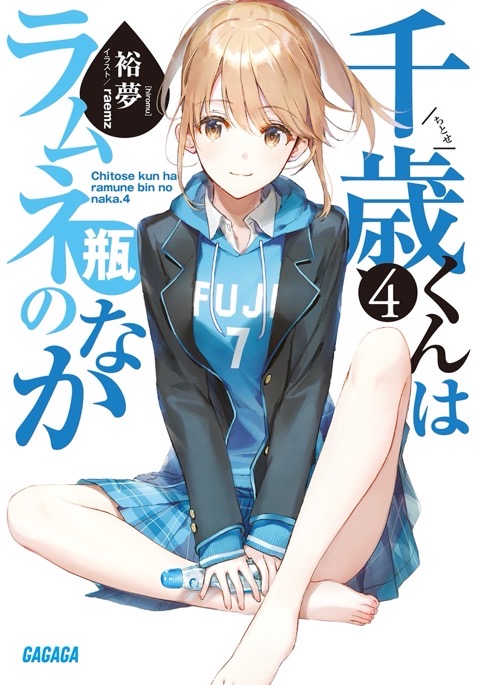 千歳くんは
ちとせ
4
ラムネ瓶のなか
裕夢
[hiromu]
イラスト/raemz
Chitose kun ha
ramune bin no
naka.4
FUJI
7
GAGAGA